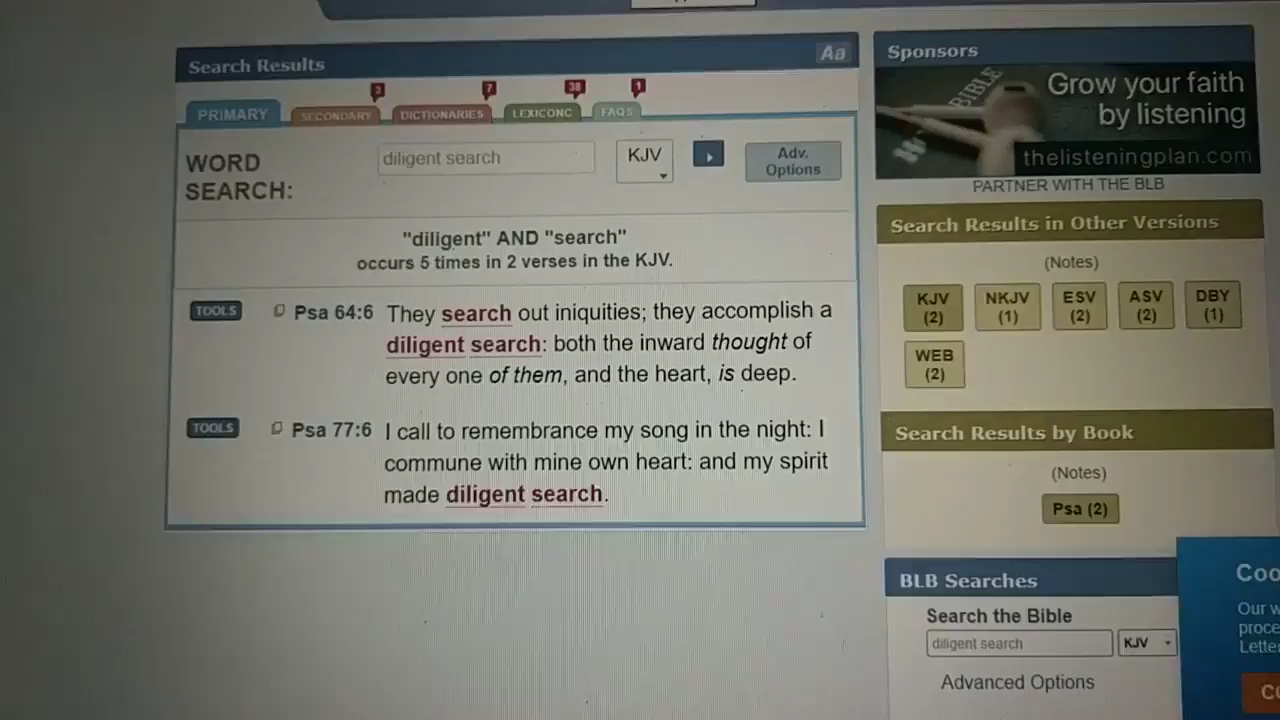 Search Results
Aa
3
7
38
1
PRIMARY
SECONDARY
DICTIONARIES
LEXICONC
FAQS
WORD
SEARCH:
diligent search
KJV
Adv.
Options
"diligent" AND "search"
occurs 5 times in 2 verses in the KJV.
TOOLS
Psa 64:6
They search out iniquities; they accomplish a
diligent search: both the inward thought of
every one of them, and the heart, is deep.
TOOLS
Psa 77:6
I call to remembrance my song in the night: I
commune with mine own heart: and my spirit
made diligent search.
Sponsors
BIBLE
Grow your faith
by listening
thelisteningplan.com
PARTNER WITH THE BLB
Search Results in Other Versions
(Notes)
KJV
(2)
NKJV
(1)
ESV
(2)
ASV
(2)
DBY
(1)
WEB
(2)
Search Results by Book
(Notes)
Psa (2)
BLB Searches
Search the Bible
diligent search
KJV
Advanced Options
Coo
Our w
proce
Lette